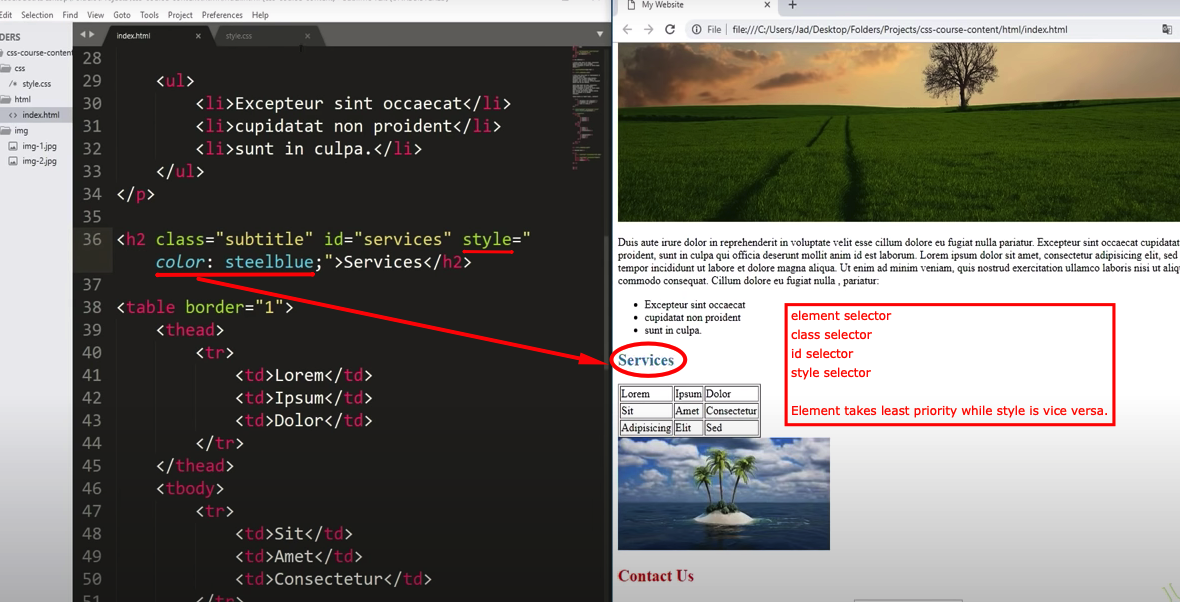 Edit Selection Find View Goto Tools Project Preferences Help
DERS
css-course-content
css
/* style.css
html
<> index.html
img
img-1.jpg
img-2.jpg
index.html ×
style.css ×
28
29 <ul>
30 <li>Excepteur sint occaecat</li>
31 <li>cupidatat non proident</li>
32 <li>sunt in culpa.</li>
33 </ul>
34 </p>
35
36 <h2 class="subtitle" id="services" style="
color: steelblue;">Services</h2>
37
38 <table border="1">
39 <thead>
40 <tr>
41 <td>Lorem</td>
42 <td>Ipsum</td>
43 <td>Dolor</td>
44 </tr>
45 </thead>
46 <tbody>
47 <tr>
48 <td>Sit</td>
49 <td>Amet</td>
50 <td>Consectetur</td>
51 </tr>
My Website × +
File | file:///C:/Users/Jad/Desktop/Folders/Projects/css-course-content/html/index.html
Duis aute irure dolor in reprehenderit in voluptate velit esse cillum dolore eu fugiat nulla pariatur. Excepteur sint occaecat cupidatat
proident, sunt in culpa qui officia deserunt mollit anim id est laborum. Lorem ipsum dolor sit amet, consectetur adipisicing elit, sed
tempor incididunt ut labore et dolore magna aliqua. Ut enim ad minim veniam, quis nostrud exercitation ullamco laboris nisi ut aliqu
commodo consequat. Cillum dolore eu fugiat nulla , pariatur:
• Excepteur sint occaecat
• cupidatat non proident
• sunt in culpa.
element selector
class selector
id selector
style selector
Element takes least priority while style is vice versa.
Services
Lorem Ipsum Dolor
Sit Amet Consectetur
Adipisicing Elit Sed
Contact Us